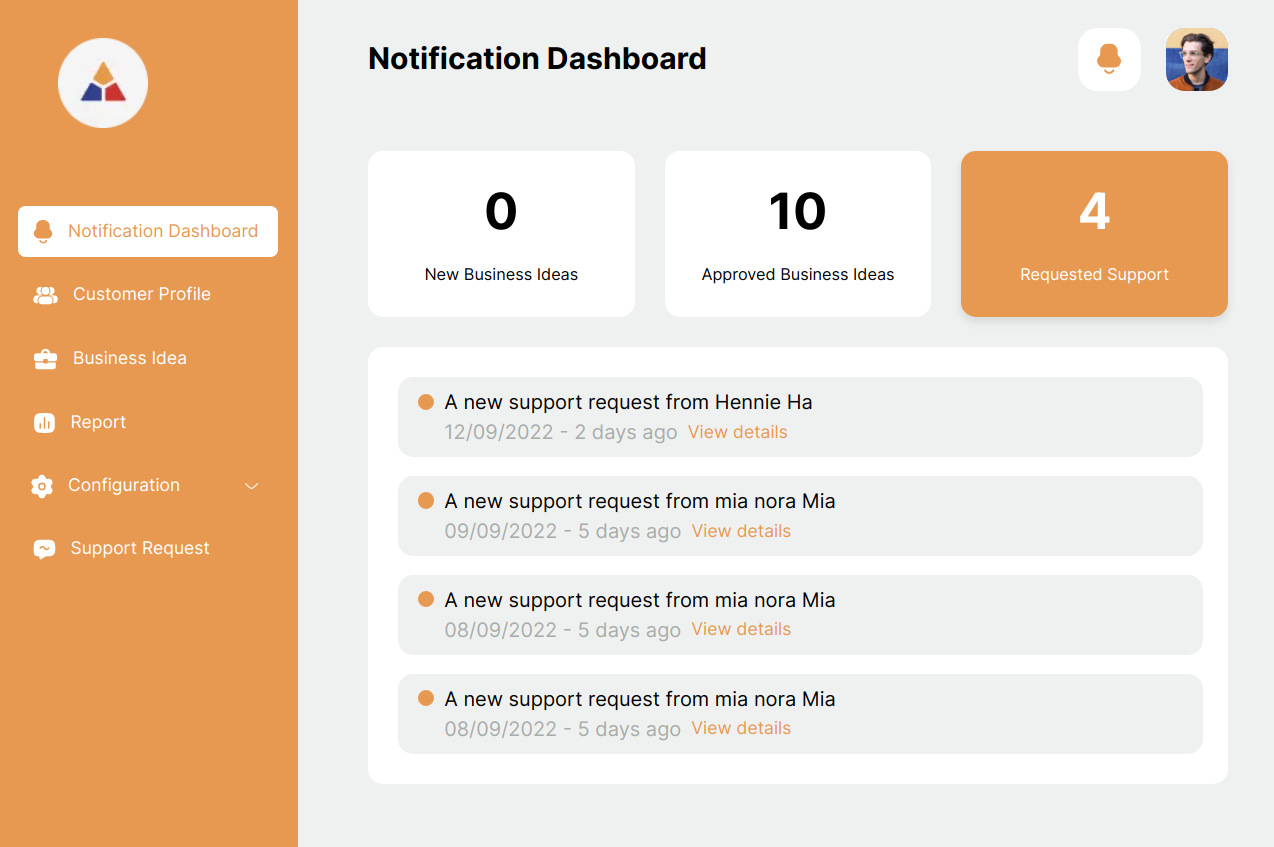 Notification Dashboard
Notification Dashboard
Customer Profile
Business Idea
Report
Configuration
Support Request
0
New Business Ideas
10
Approved Business Ideas
4
Requested Support
A new support request from Hennie Ha
12/09/2022 - 2 days ago View details
A new support request from mia nora Mia
09/09/2022 - 5 days ago View details
A new support request from mia nora Mia
08/09/2022 - 5 days ago View details
A new support request from mia nora Mia
08/09/2022 - 5 days ago View details